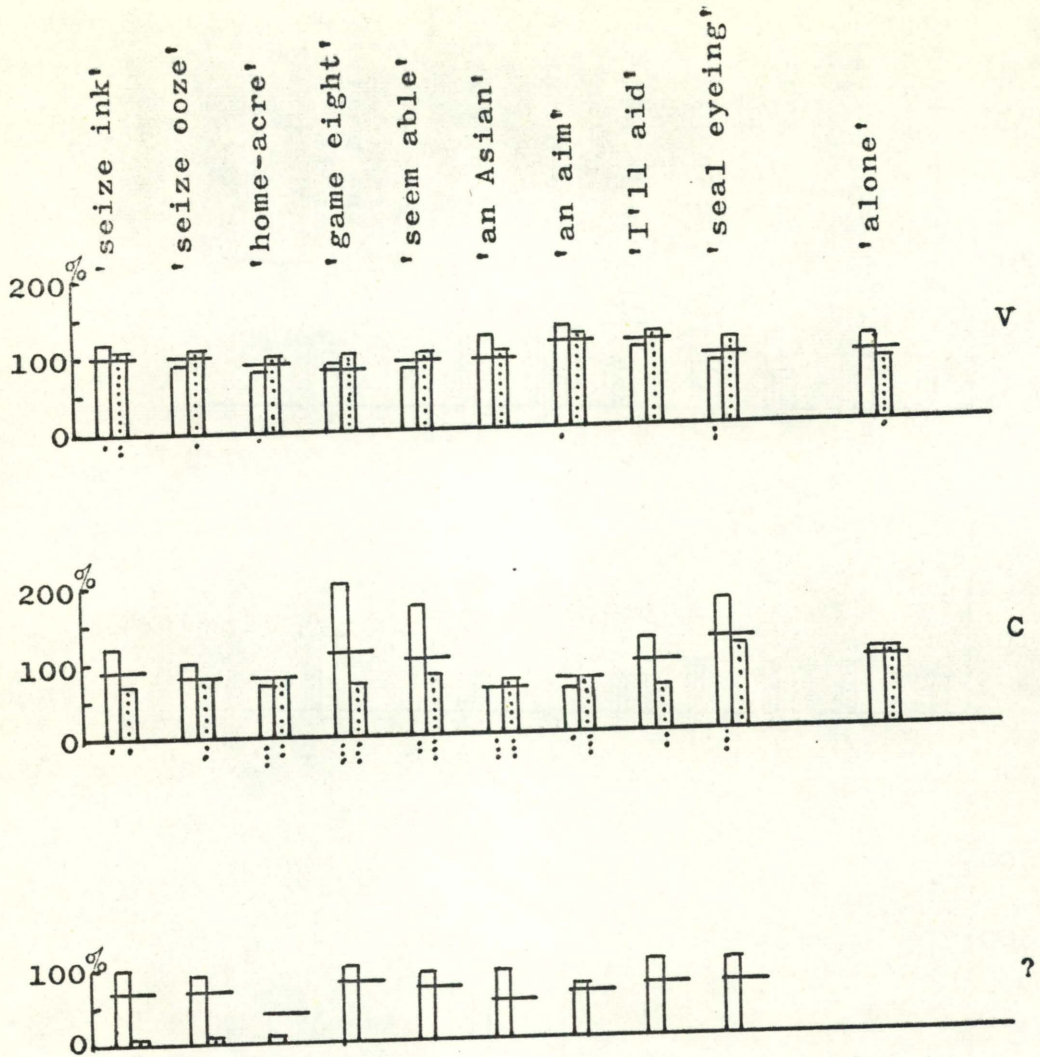 'seize ink'
'seize ooze'
'home-acre'
'game eight'
'seem able'
'an Asian'
'an aim'
'I'll aid'
'seal eyeing'
'alone'
200%
100
0
V
200%
100
0
C
100%
0
?